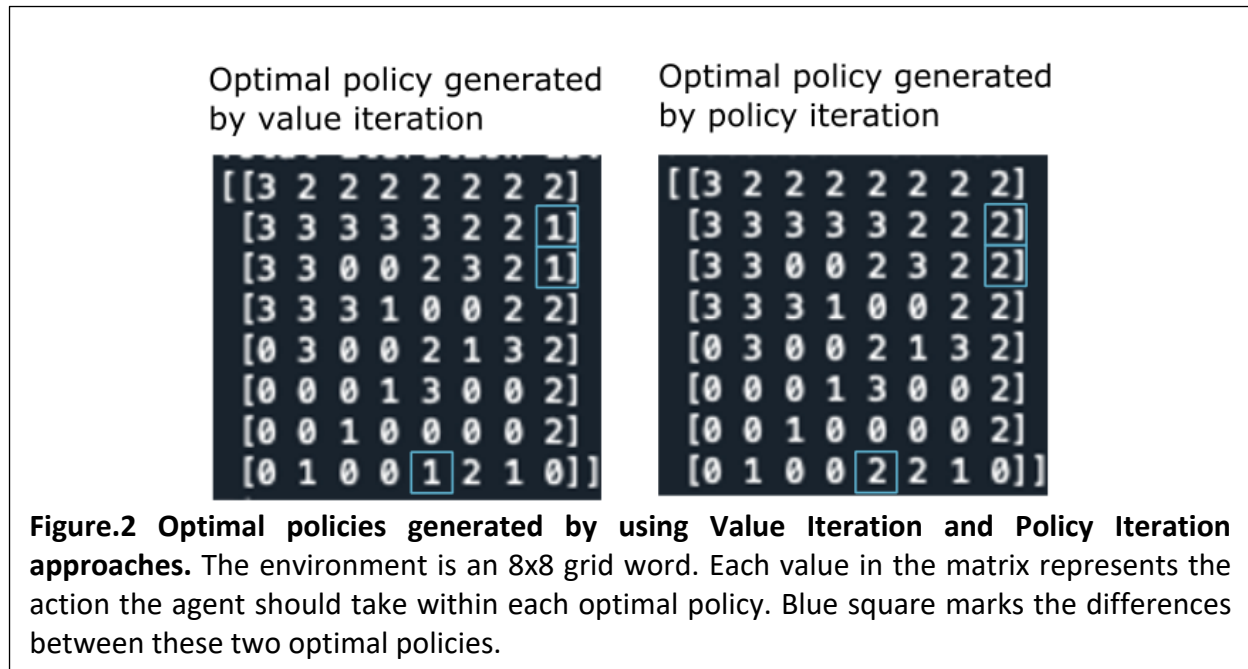 Optimal policy generated
by value iteration
Optimal policy generated
by policy iteration
[[3 2 2 2 2 2 2 2]
[3 3 3 3 3 2 2 1]
[3 3 0 0 2 3 2 1]
[3 3 3 1 0 0 2 2]
[0 3 0 0 2 1 3 2]
[0 0 0 1 3 0 0 2]
[0 0 1 0 0 0 0 2]
[0 1 0 0 1 2 1 0]]
[[3 2 2 2 2 2 2 2]
[3 3 3 3 3 2 2 2]
[3 3 0 0 2 3 2 2]
[3 3 3 1 0 0 2 2]
[0 3 0 0 2 1 3 2]
[0 0 0 1 3 0 0 2]
[0 0 1 0 0 0 0 2]
[0 1 0 0 2 2 1 0]]
Figure.2 Optimal policies generated by using Value Iteration and Policy Iteration
approaches. The environment is an 8x8 grid word. Each value in the matrix represents the
action the agent should take within each optimal policy. Blue square marks the differences
between these two optimal policies.